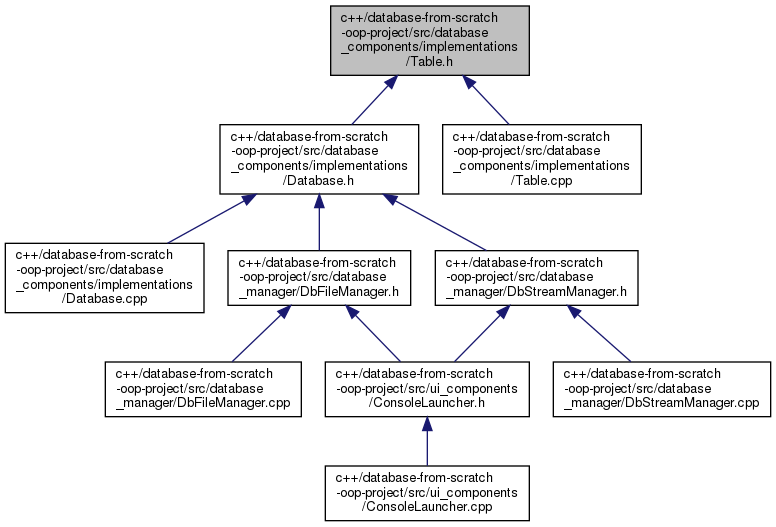 c++/database-from-scratch
-oop-project/src/database
_components/implementations
/Table.h
c++/database-from-scratch
-oop-project/src/database
_components/implementations
/Database.h
c++/database-from-scratch
-oop-project/src/database
_components/implementations
/Table.cpp
c++/database-from-scratch
-oop-project/src/database
_components/implementations
/Database.cpp
c++/database-from-scratch
-oop-project/src/database
_manager/DbFileManager.h
c++/database-from-scratch
-oop-project/src/database
_manager/DbStreamManager.h
c++/database-from-scratch
-oop-project/src/database
_manager/DbFileManager.cpp
c++/database-from-scratch
-oop-project/src/ui_components
/ConsoleLauncher.h
c++/database-from-scratch
-oop-project/src/database
_manager/DbStreamManager.cpp
c++/database-from-scratch
-oop-project/src/ui_components
/ConsoleLauncher.cpp